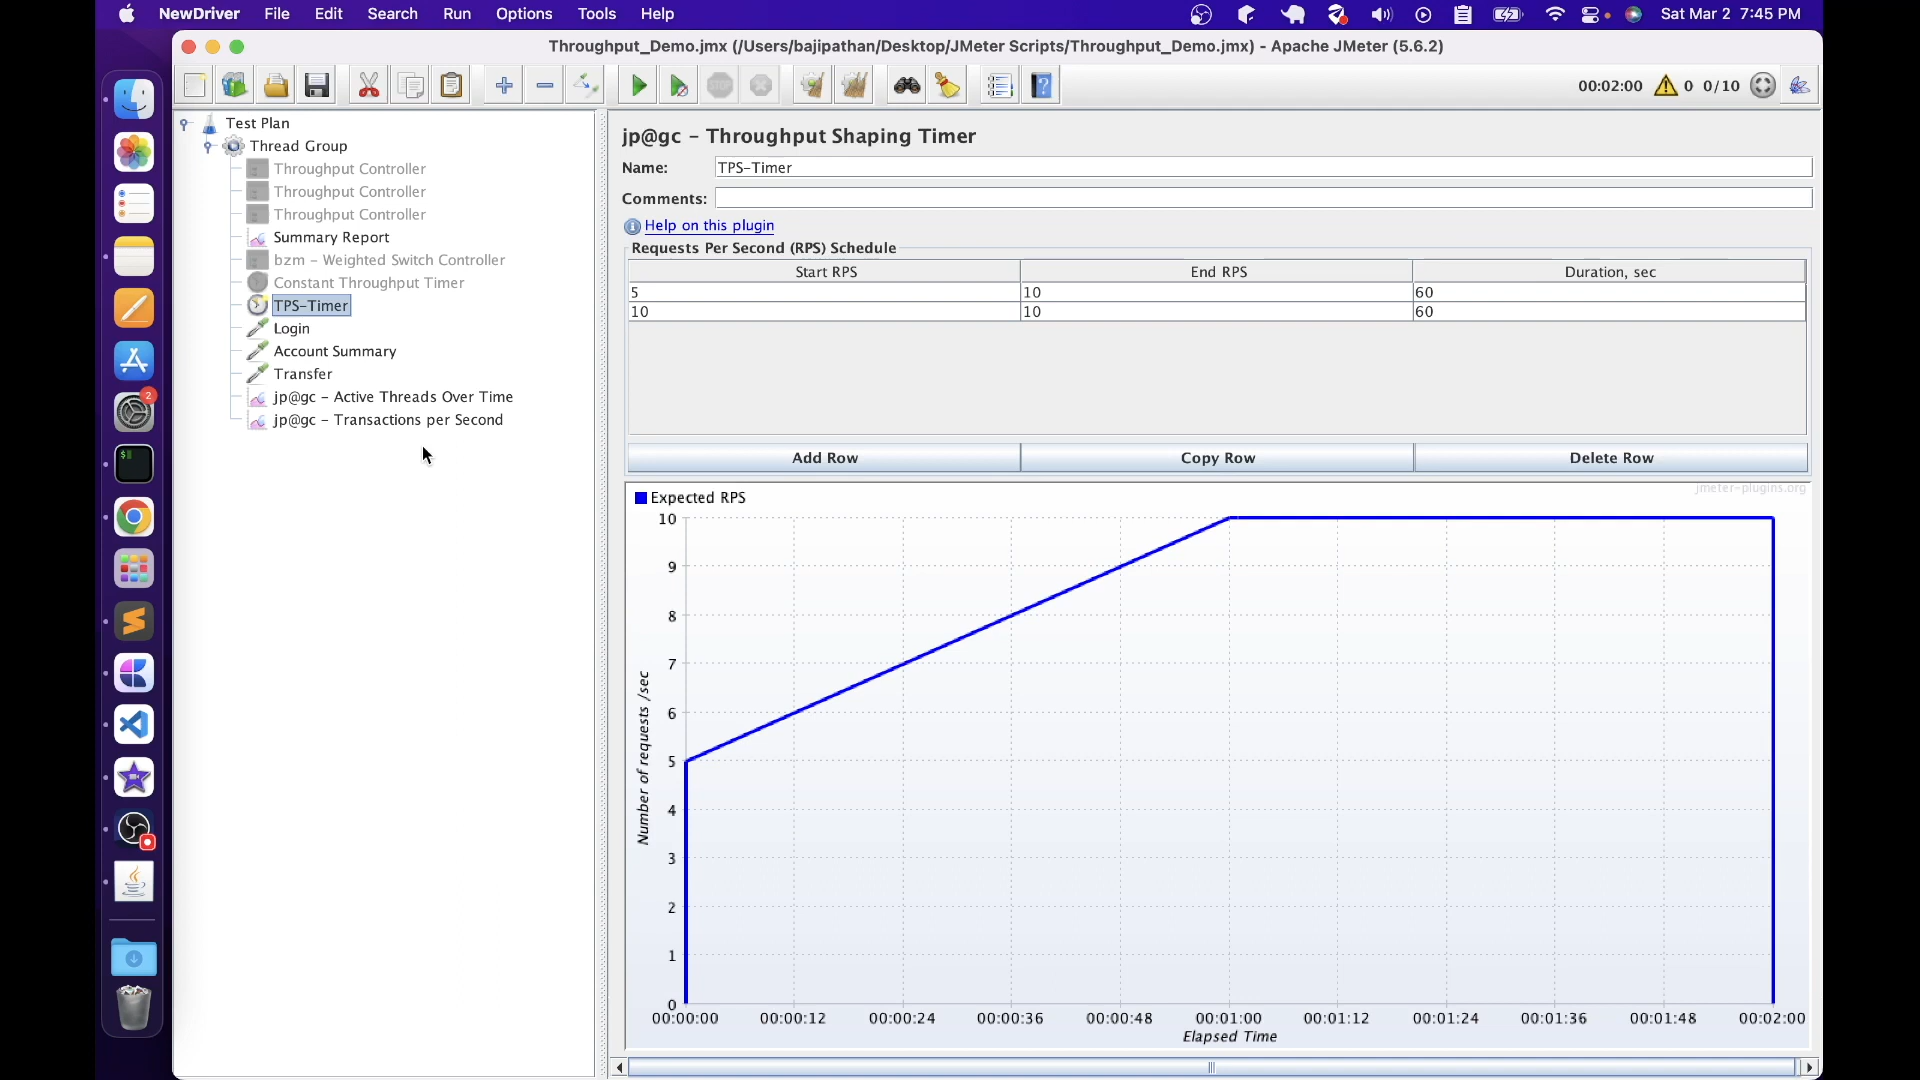 NewDriver File Edit Search Run Options Tools Help Sat Mar 2 7:45 PM
Throughput_Demo.jmx (/Users/bajipathan/Desktop/JMeter Scripts/Throughput_Demo.jmx) - Apache JMeter (5.6.2)
00:02:00 0 0/10
Test Plan
Thread Group
Throughput Controller
Throughput Controller
Throughput Controller
Summary Report
bzm - Weighted Switch Controller
Constant Throughput Timer
TPS-Timer
Login
Account Summary
Transfer
jp@gc - Active Threads Over Time
jp@gc - Transactions per Second
2
jp@gc - Throughput Shaping Timer
Name: TPS-Timer
Comments:
Help on this plugin
Requests Per Second (RPS) Schedule
Start RPS End RPS Duration, sec
5 10 60
10 10 60
Add Row Copy Row Delete Row
jmeter-plugins.org
Expected RPS
10
9
8
7
6
5
4
3
2
1
0
Number of requests /sec
00:00:00 00:00:12 00:00:24 00:00:36 00:00:48 00:01:00 00:01:12 00:01:24 00:01:36 00:01:48 00:02:00
Elapsed Time